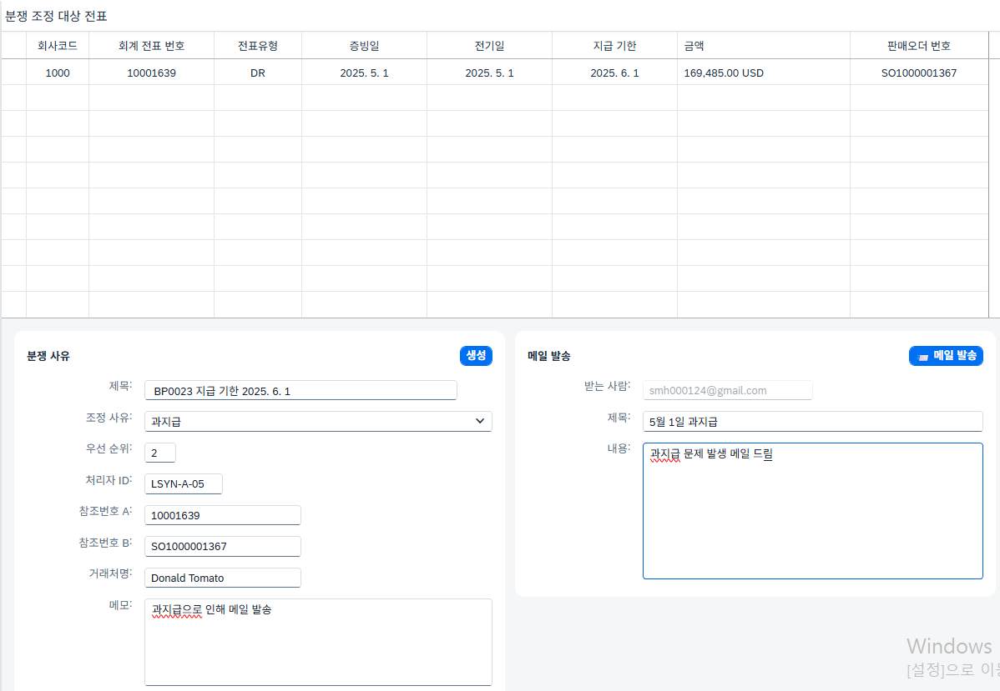 분쟁 조정 대상 전표
회사코드 회계 전표 번호 전표유형 증빙일 전기일 지급 기한 금액 판매오더 번호
1000 10001639 DR 2025. 5. 1 2025. 5. 1 2025. 6. 1 169,485.00 USD SO1000001367
분쟁 사유 생성
제목: BP0023 지급 기한 2025. 6. 1
조정 사유: 과지급
우선 순위: 2
처리자 ID: LSYN-A-05
참조번호 A: 10001639
참조번호 B: SO1000001367
거래처명: Donald Tomato
메모: 과지급으로 인해 메일 발송
메일 발송 메일 발송
받는 사람: smh000124@gmail.com
제목: 5월 1일 과지급
내용: 과지급 문제 발생 메일 드림
Windows
[설정]으로